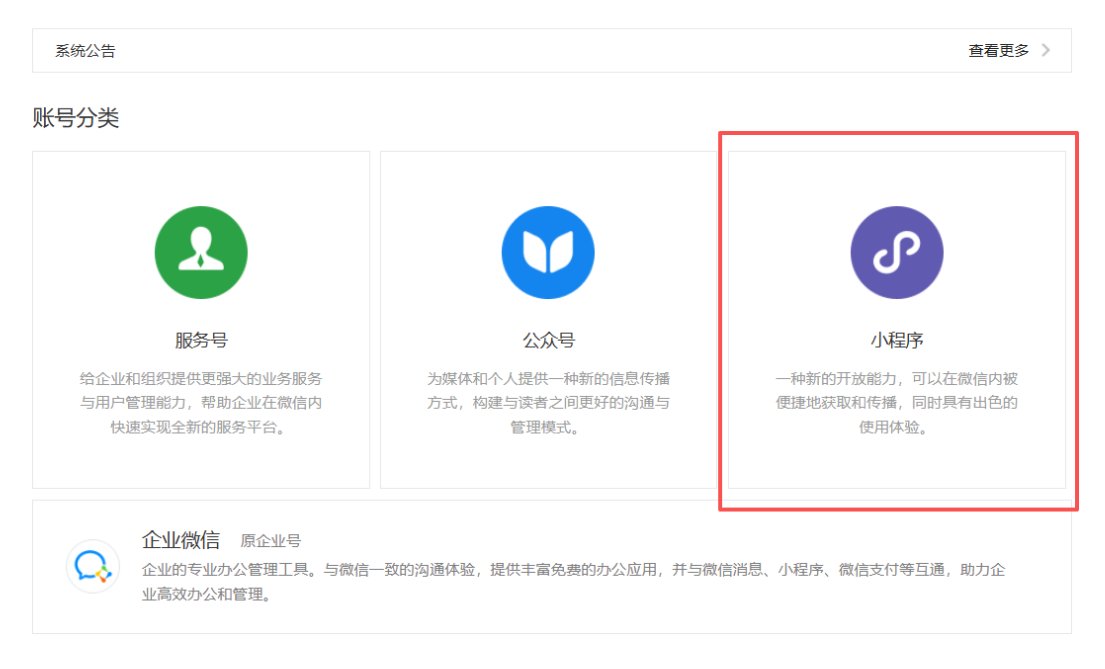 系统公告
查看更多
账号分类
服务号
给企业和组织提供更强大的业务服务
与用户管理能力，帮助企业在微信内
快速实现全新的服务平台。
公众号
为媒体和个人提供一种新的信息传播
方式，构建与读者之间更好的沟通与
管理模式。
小程序
一种新的开放能力，可以在微信内被
便捷地获取和传播，同时具有出色的
使用体验。
企业微信 原企业号
企业的专业办公管理工具。与微信一致的沟通体验，提供丰富免费的办公应用，并与微信消息、小程序、微信支付等互通，助力企
业高效办公和管理。